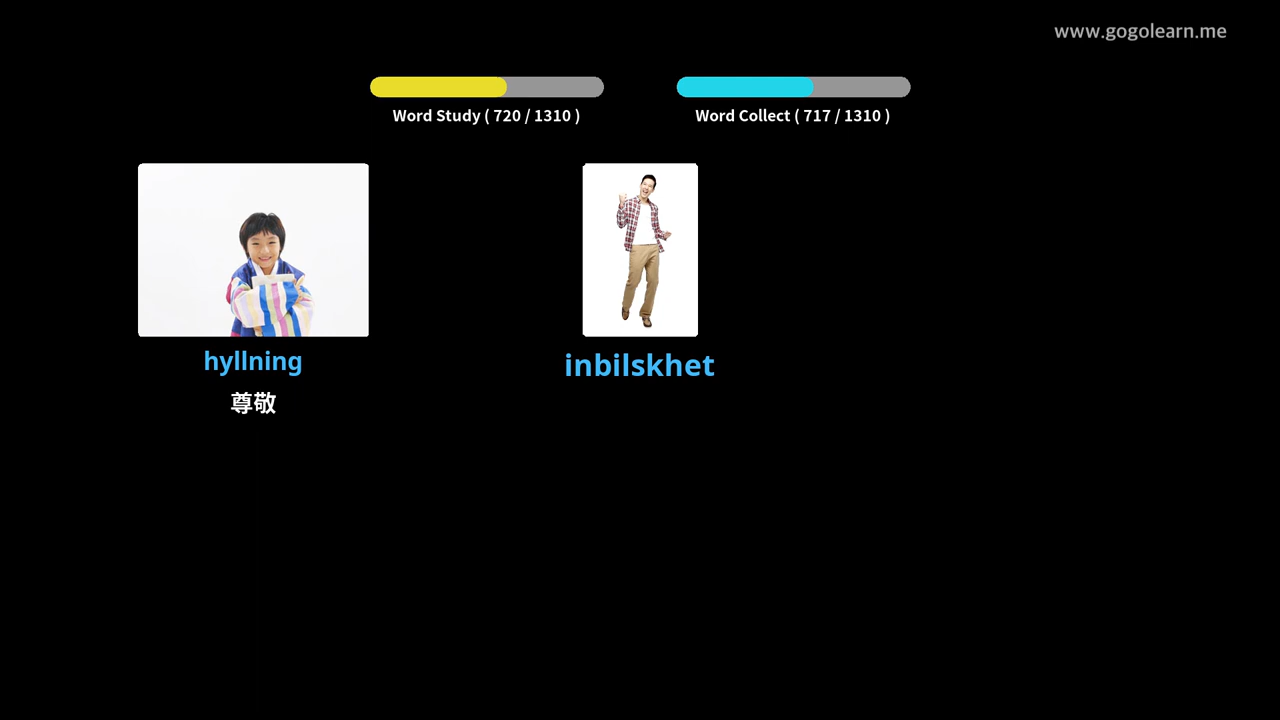 www.gogolearn.me
Word Study ( 720 / 1310 )
Word Collect ( 717 / 1310 )
hyllning
尊敬
inbilskhet